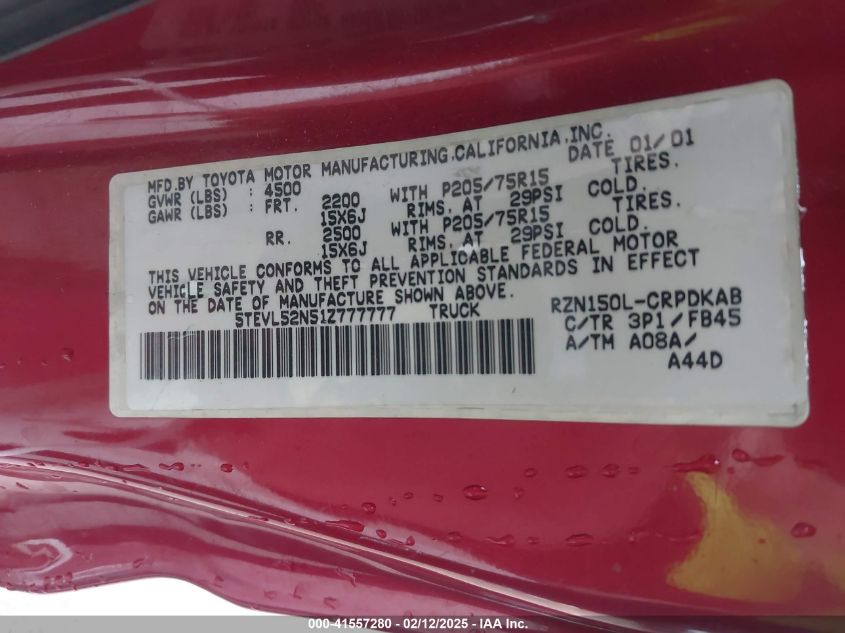 MFD.BY TOYOTA MOTOR MANUFACTURING.CALIFORNIA.INC.
DATE 01/01
GVWR (LBS) : 4500
GAWR (LBS) : FRT. 2200 WITH P205/75R15 TIRES.
15X6J RIMS, AT 29PSI COLD.
RR. 2500 WITH P205/75R15 TIRES.
15X6J RIMS, AT 29PSI COLD.
THIS VEHICLE CONFORMS TO ALL APPLICABLE FEDERAL MOTOR
VEHICLE SAFETY AND THEFT PREVENTION STANDARDS IN EFFECT
ON THE DATE OF MANUFACTURE SHOWN ABOVE.
5TEVL52N51Z777777 TRUCK
RZN150L-CRPDKAB
C/TR 3P1/FB45
A/TM A08A/
A44D
000-41557280 - 02/12/2025 - IAA Inc.